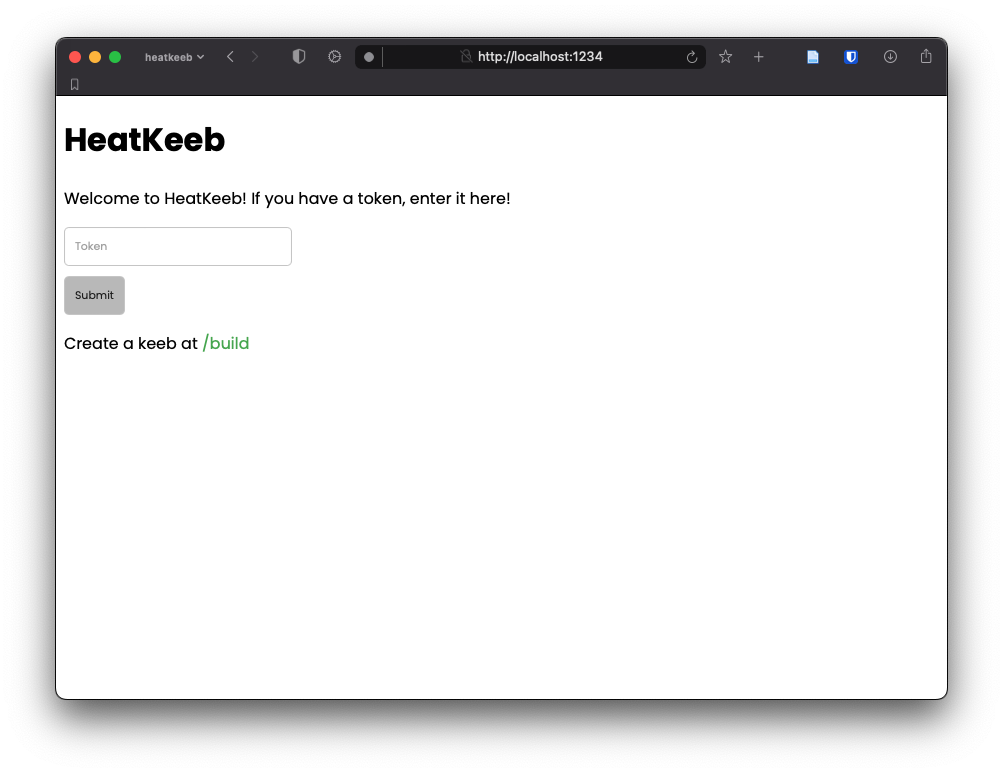 heatkeeb
http://localhost:1234
HeatKeeb
Welcome to HeatKeeb! If you have a token, enter it here!
Token
Submit
Create a keeb at /build